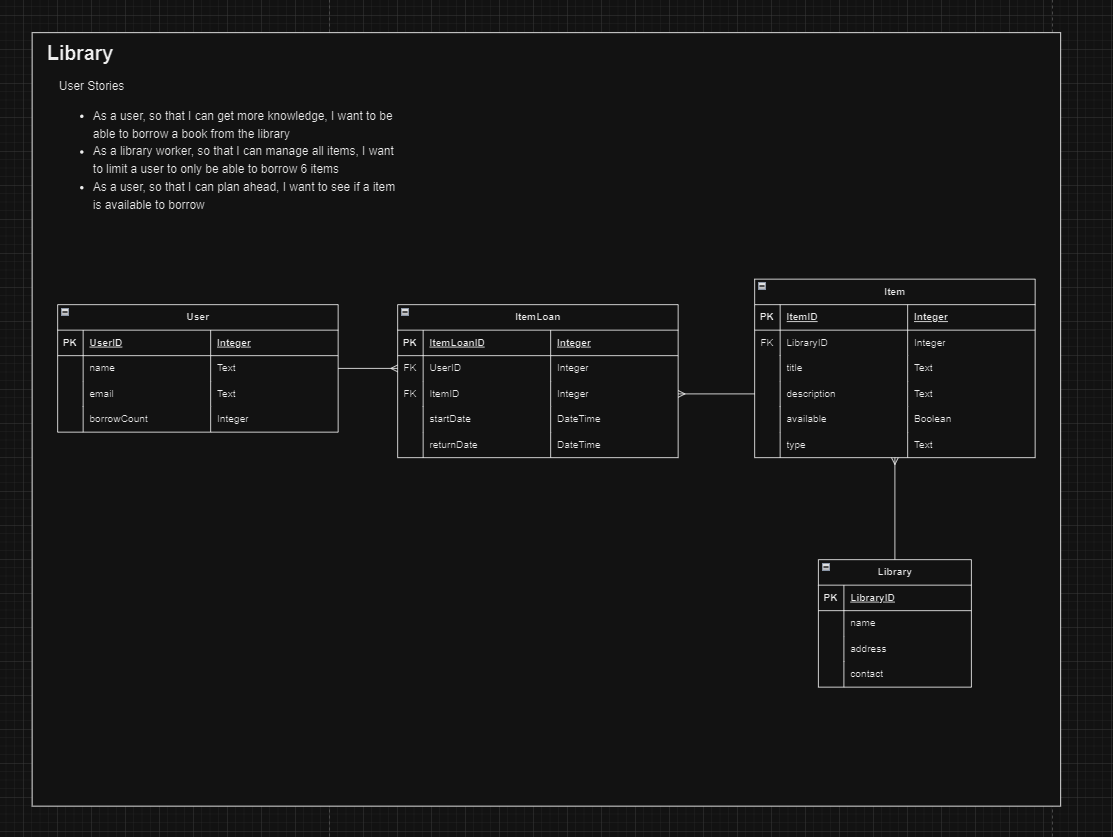 Library
User Stories
• As a user, so that I can get more knowledge, I want to be
able to borrow a book from the library
• As a library worker, so that I can manage all items, I want
to limit a user to only be able to borrow 6 items
• As a user, so that I can plan ahead, I want to see if a item
is available to borrow
User
PK UserID Integer
name Text
email Text
borrowCount Integer
ItemLoan
PK ItemLoanID Integer
FK UserID Integer
FK ItemID Integer
startDate DateTime
returnDate DateTime
Item
PK ItemID Integer
FK LibraryID Integer
title Text
description Text
available Boolean
type Text
Library
PK LibraryID
name
address
contact